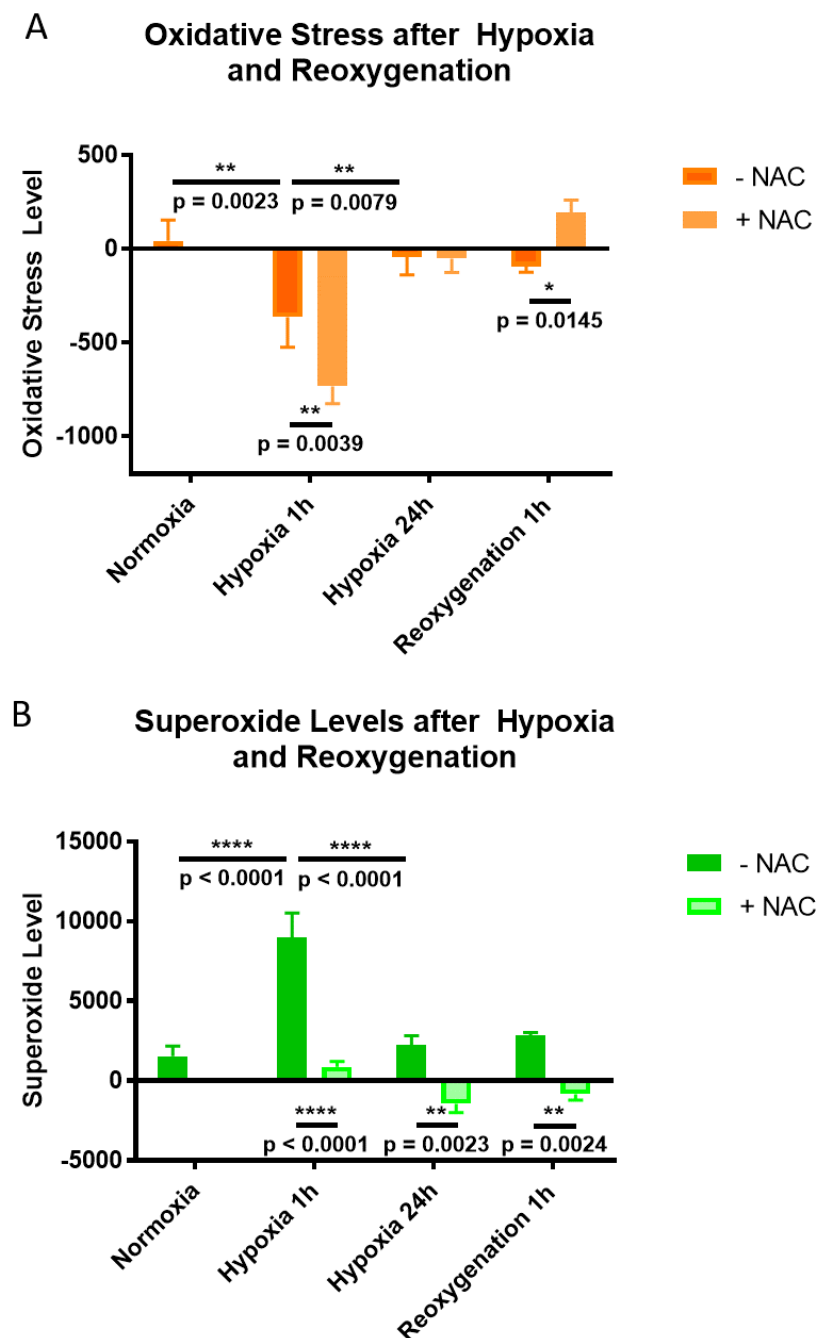 A
Oxidative Stress after Hypoxia
and Reoxygenation
Oxidative Stress Level
500
0
-500
-1000
**
p = 0.0023
**
p = 0.0079
**
p = 0.0039
*
p = 0.0145
- NAC
+ NAC
Normoxia
Hypoxia 1h
Hypoxia 24h
Reoxygenation 1h
B
Superoxide Levels after Hypoxia
and Reoxygenation
Superoxide Level
15000
10000
5000
0
-5000
****
p < 0.0001
****
p < 0.0001
****
p < 0.0001
**
p = 0.0023
**
p = 0.0024
- NAC
+ NAC
Normoxia
Hypoxia 1h
Hypoxia 24h
Reoxygenation 1h